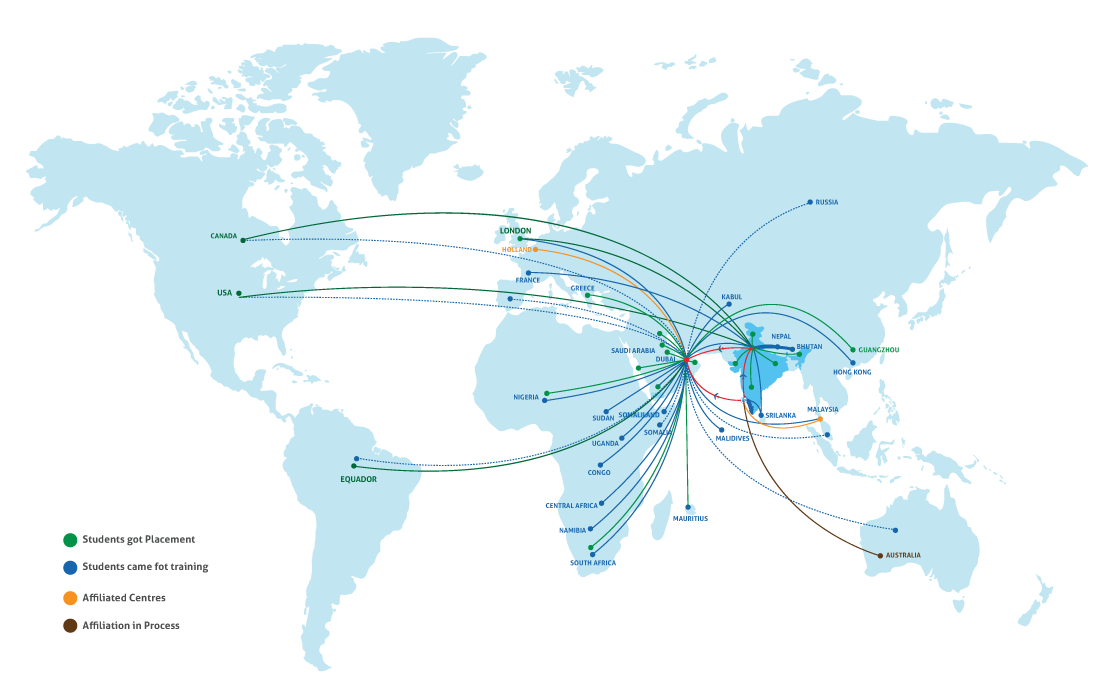 RUSSIA
CANADA
LONDON
HOLLAND
FRANCE
GREECE
USA
KABUL
NEPAL
BHUTAN
GUANGZHOU
SAUDI ARABIA
DUBAI
HONG KONG
NIGERIA
SUDAN
SOMALILAND
SRILANKA
MALAYSIA
SOMALIA
UGANDA
MALIDIVES
CONGO
EQUADOR
CENTRAL AFRICA
MAURITIUS
NAMIBIA
SOUTH AFRICA
AUSTRALIA
Students got Placement
Students came fot training
Affiliated Centres
Affiliation in Process